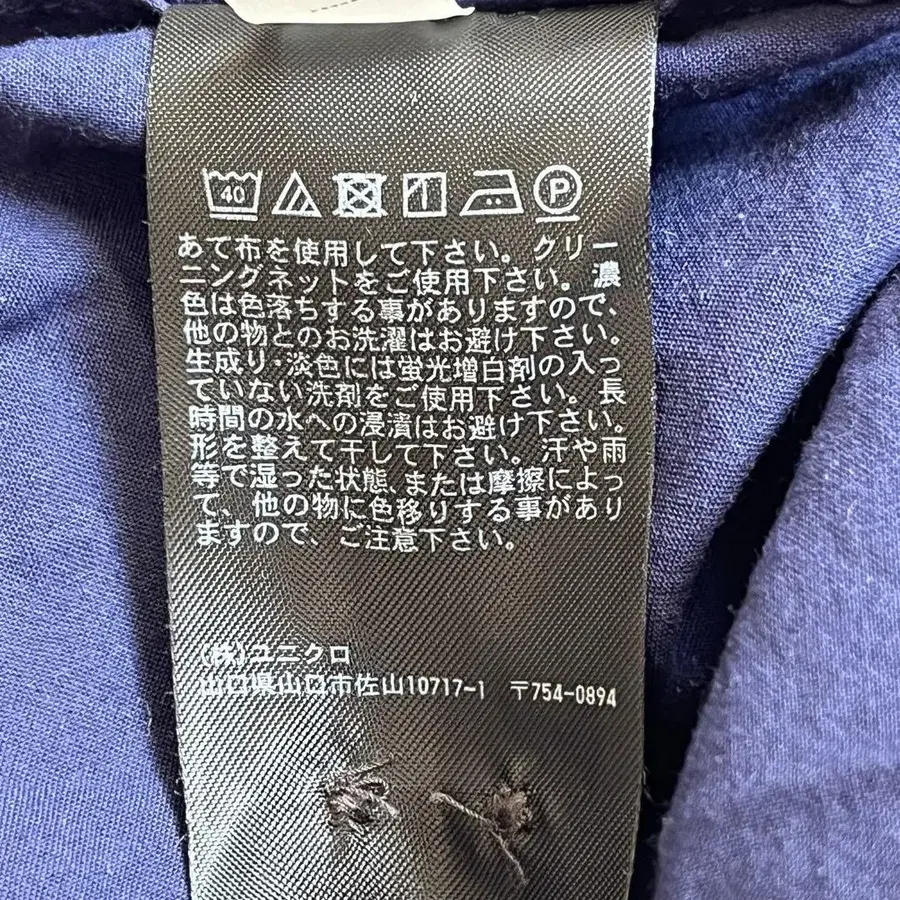 40 P
あて布を使用して下さい。クリー
ニングネットをご使用下さい。濃
色は色落ちする事がありますので、
他の物とのお洗濯はお避け下さい。
生成り・淡色には蛍光増白剤の入っ
ていない洗剤をご使用下さい。長
時間の水への浸漬はお避け下さい。
形を整えて干して下さい。汗や雨
等で湿った状態、または摩擦によっ
て、他の物に色移りする事があり
ますので、ご注意下さい。
(株)ユニクロ
山口県山口市佐山10717-1 〒754-0894